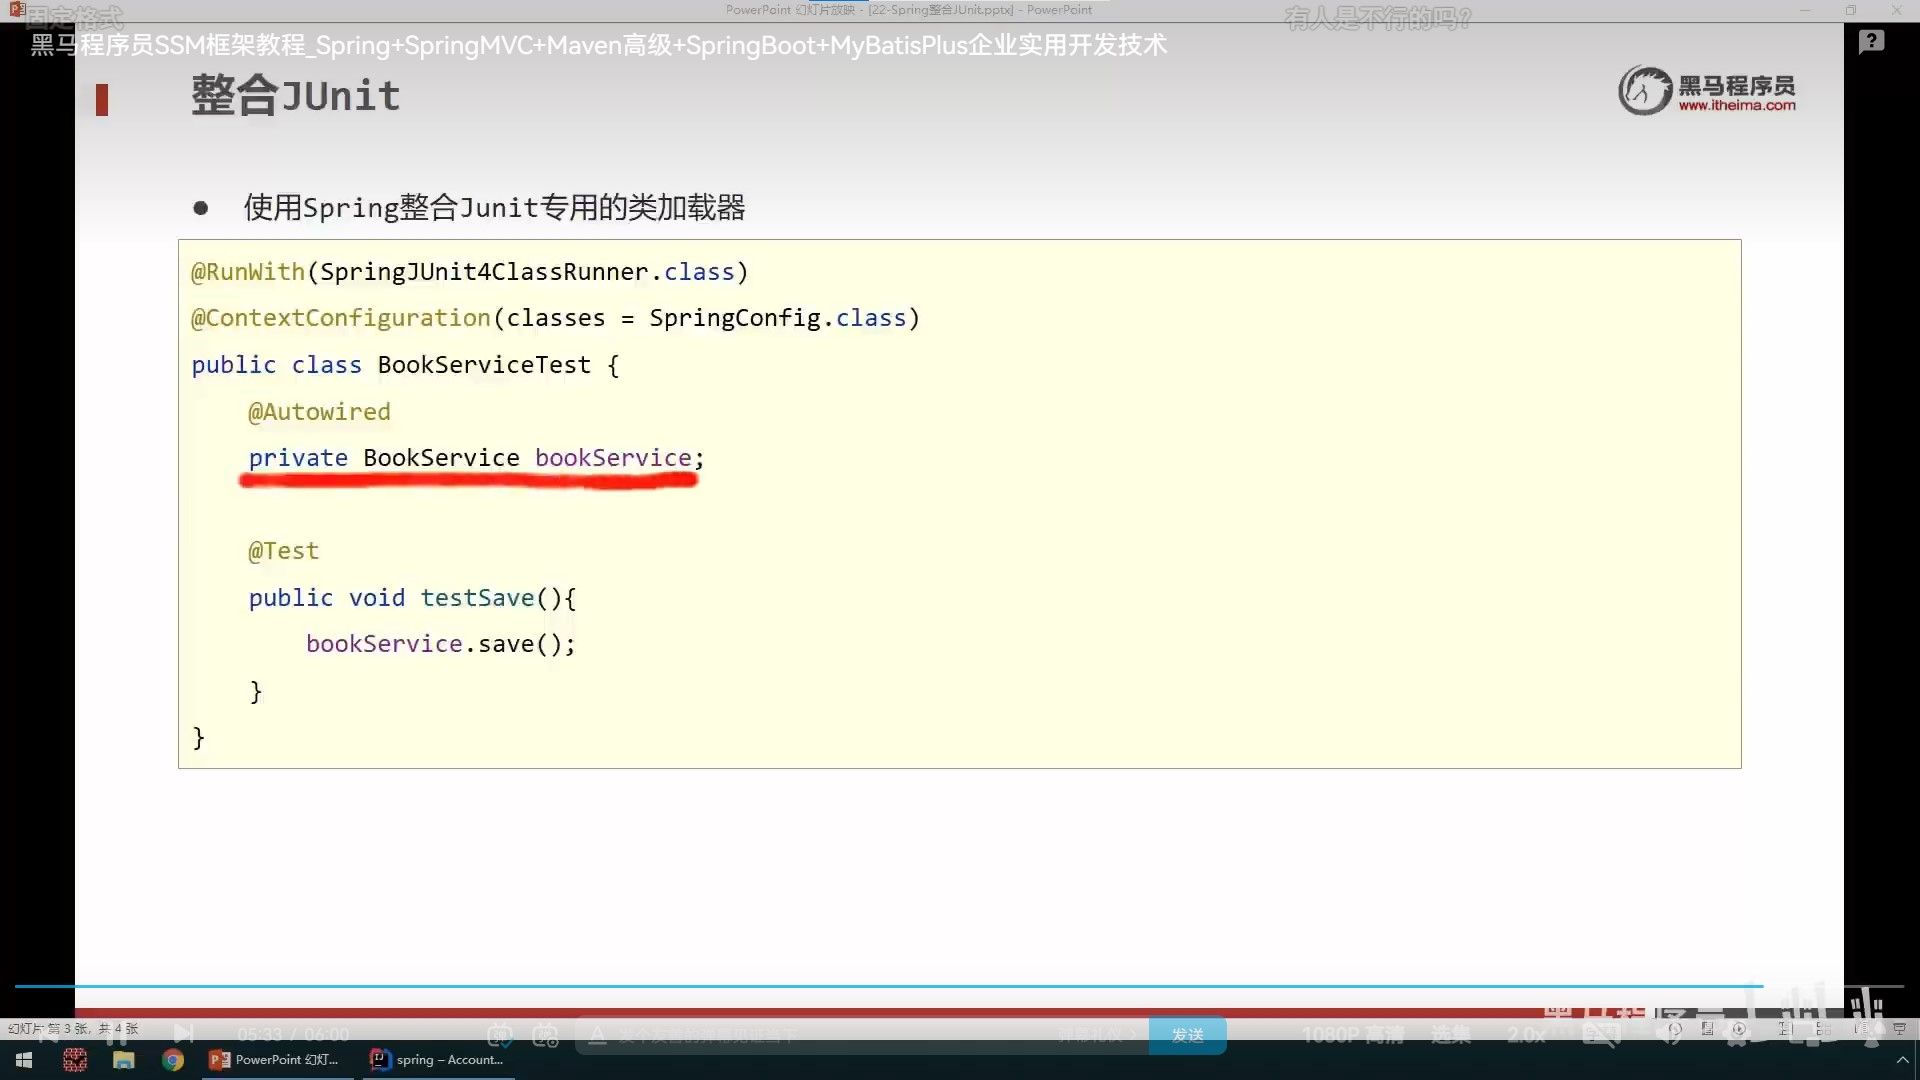 PowerPoint 幻灯片放映 - [22-Spring整合JUnit.pptx] - PowerPoint
固定格式
有人是不行的吗?
黑马程序员SSM框架教程_Spring+SpringMVC+Maven高级+SpringBoot+MyBatisPlus企业实用开发技术
整合JUnit
黑马程序员
www.itheima.com
● 使用Spring整合Junit专用的类加载器
@RunWith(SpringJUnit4ClassRunner.class)
@ContextConfiguration(classes = SpringConfig.class)
public class BookServiceTest {
    @Autowired
    private BookService bookService;
    @Test
    public void testSave(){
        bookService.save();
    }
}
幻灯片 第 3 张，共 4 张
05:33 / 06:00
发送
1080P 高清
选集
2.0x
PowerPoint 幻灯...
spring – Account...